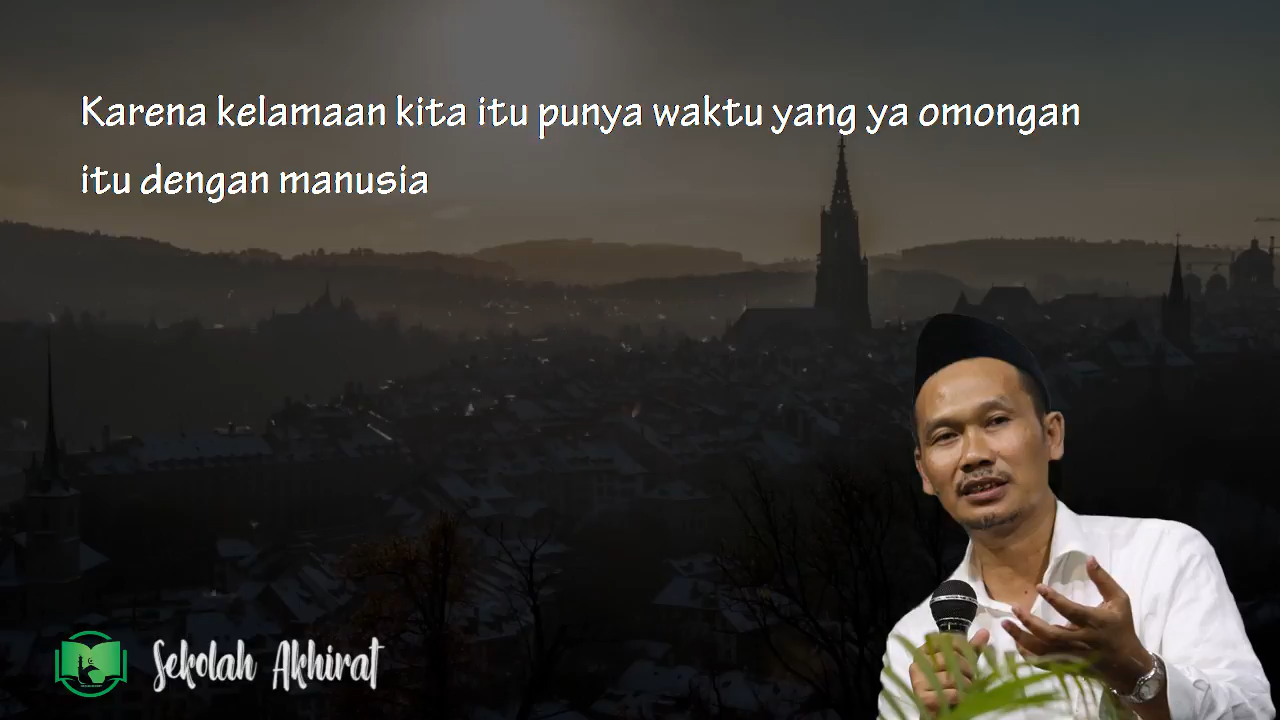 Karena kelamaan kita itu punya waktu yang ya omongan
itu dengan manusia
Sekolah Akhirat